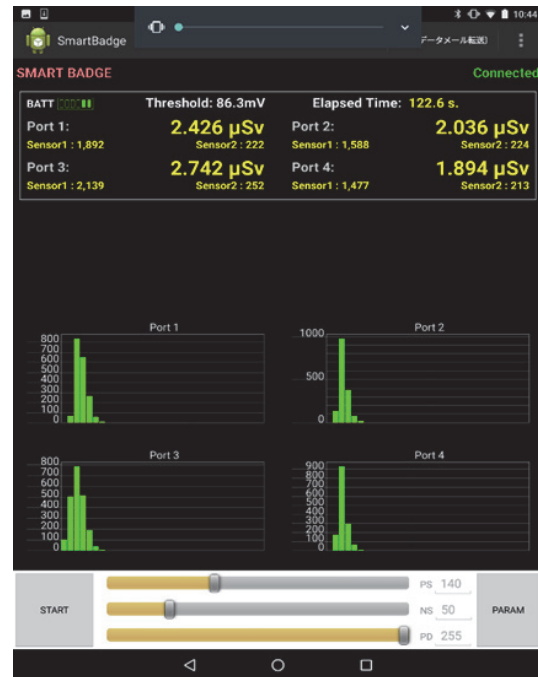 10:44
SmartBadge
データメール転送)
SMART BADGE
Connected
BATT
Threshold: 86.3mV
Elapsed Time: 122.6 s.
Port 1:
2.426 µSv
Port 2:
2.036 µSv
Sensor1 : 1,892
Sensor2 : 222
Sensor1 : 1,588
Sensor2 : 224
Port 3:
2.742 µSv
Port 4:
1.894 µSv
Sensor1 : 2,139
Sensor2 : 252
Sensor1 : 1,477
Sensor2 : 213
Port 1
800
700
600
500
400
300
200
100
0
Port 2
1000
500
0
Port 3
800
700
600
500
400
300
200
100
0
Port 4
900
800
700
600
500
400
300
200
100
0
START
PS 140
NS 50
PD 255
PARAM